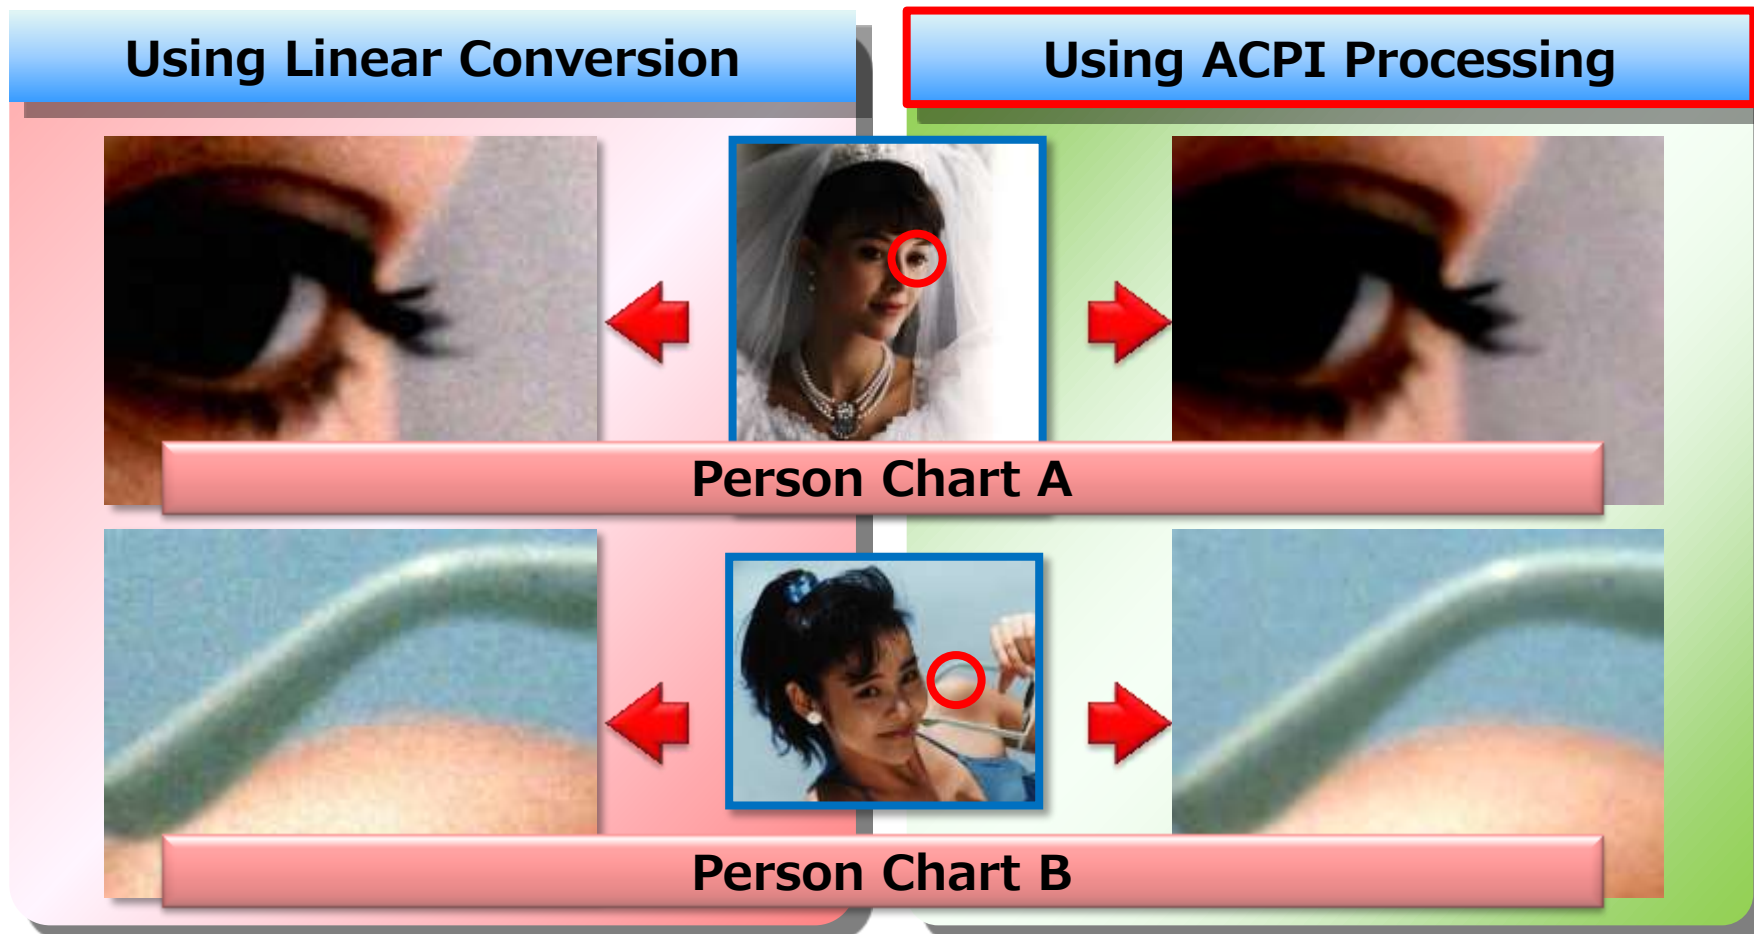 Using Linear Conversion
Using ACPI Processing
Person Chart A
Person Chart B